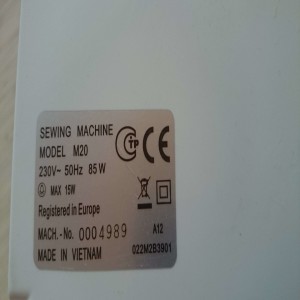 SEWING MACHINE
MODEL M20
230V~ 50Hz 85W
MAX 15W
Registered in Europe
MACH.-No. 0004989 A12
MADE IN VIETNAM 022M2B3901
CE